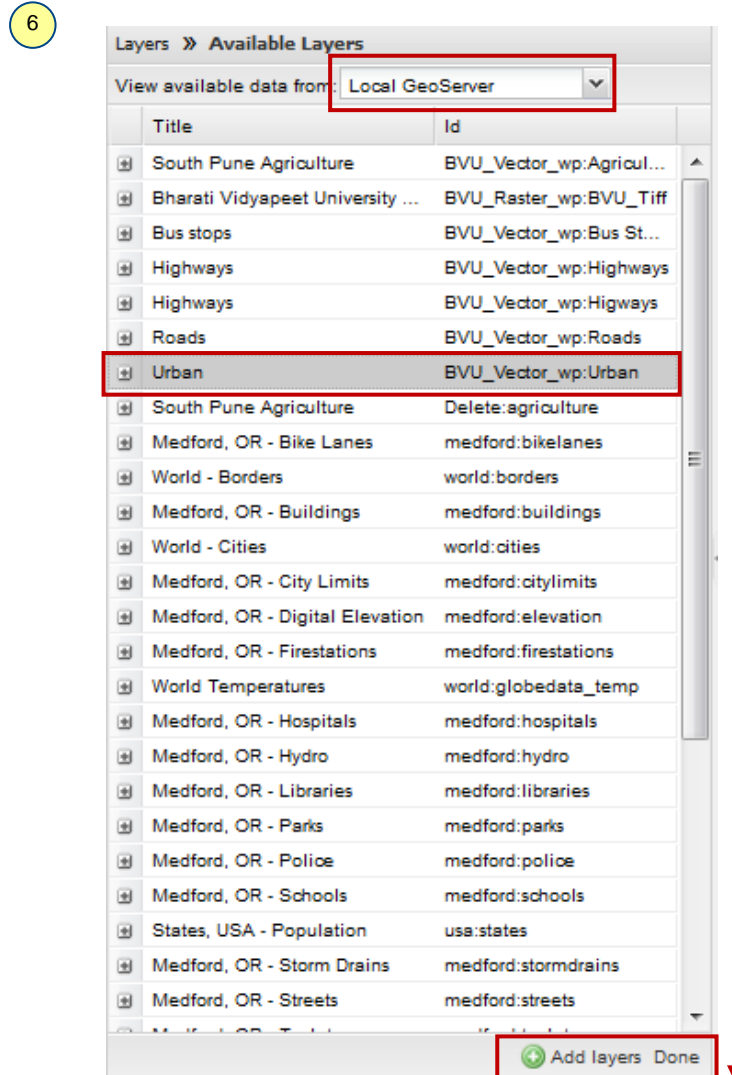 6
Layers » Available Layers
View available data from: Local GeoServer
Title Id
South Pune Agriculture BVU_Vector_wp:Agricul...
Bharati Vidyapeet University ... BVU_Raster_wp:BVU_Tiff
Bus stops BVU_Vector_wp:Bus St...
Highways BVU_Vector_wp:Highways
Highways BVU_Vector_wp:Higways
Roads BVU_Vector_wp:Roads
Urban BVU_Vector_wp:Urban
South Pune Agriculture Delete:agriculture
Medford, OR - Bike Lanes medford:bikelanes
World - Borders world:borders
Medford, OR - Buildings medford:buildings
World - Cities world:cities
Medford, OR - City Limits medford:citylimits
Medford, OR - Digital Elevation medford:elevation
Medford, OR - Firestations medford:firestations
World Temperatures world:globedata_temp
Medford, OR - Hospitals medford:hospitals
Medford, OR - Hydro medford:hydro
Medford, OR - Libraries medford:libraries
Medford, OR - Parks medford:parks
Medford, OR - Police medford:police
Medford, OR - Schools medford:schools
States, USA - Population usa:states
Medford, OR - Storm Drains medford:stormdrains
Medford, OR - Streets medford:streets
Add layers Done